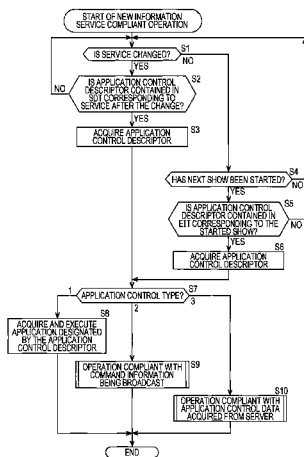 START OF NEW INFORMATION
SERVICE COMPLIANT OPERATION
S1
IS SERVICE CHANGED?
NO
YES
S2
IS APPLICATION CONTROL
DESCRIPTOR CONTAINED IN
SDT CORRESPONDING TO
SERVICE AFTER THE CHANGE?
NO
YES
S3
ACQUIRE APPLICATION
CONTROL DESCRIPTOR
S4
HAS NEXT SHOW BEEN STARTED?
NO
YES
S5
IS APPLICATION CONTROL
DESCRIPTOR CONTAINED IN
EIT CORRESPONDING TO THE
STARTED SHOW?
NO
YES
S6
ACQUIRE APPLICATION
CONTROL DESCRIPTOR
S7
1
APPLICATION CONTROL TYPE?
2
3
S8
ACQUIRE AND EXECUTE
APPLICATION DESIGNATED
BY THE APPLICATION
CONTROL DESCRIPTOR
S9
OPERATION COMPLIANT WITH
COMMAND INFORMATION
BEING BROADCAST
S10
OPERATION COMPLIANT WITH
APPLICATION CONTROL DATA
ACQUIRED FROM SERVER
END